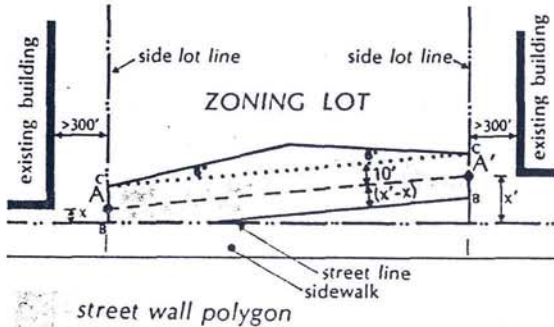 existing building
side lot line
side lot line
existing building
ZONING LOT
>300'
>300'
C
A
B
x
10'
(x'-x)
C
A'
B
x'
street line
sidewalk
street wall polygon